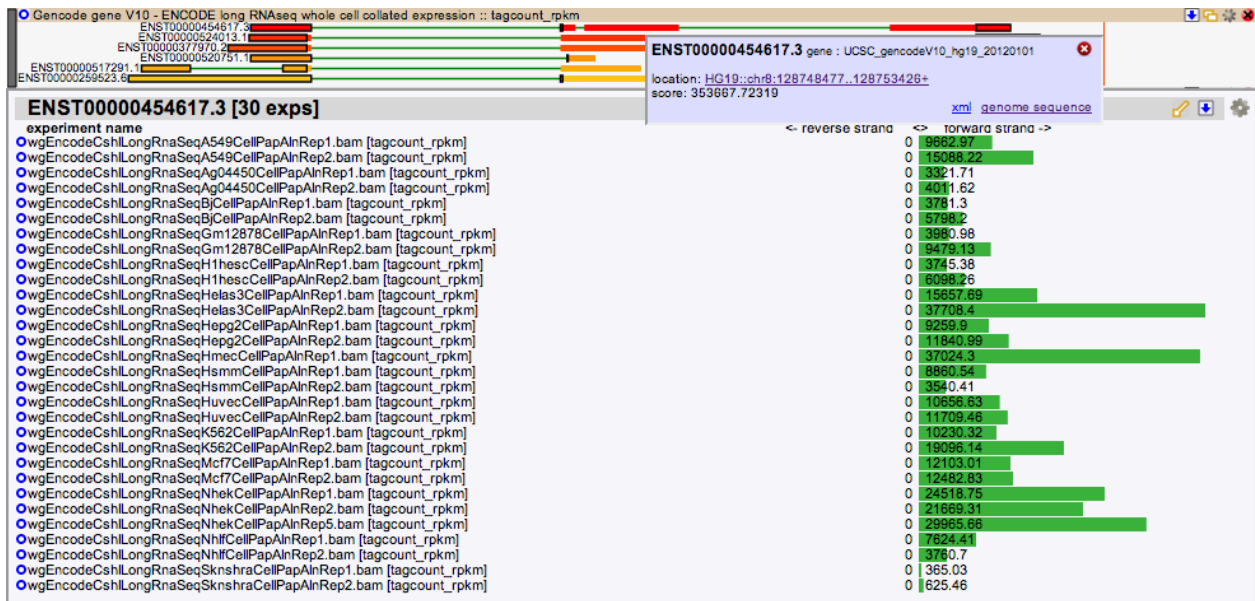 Gencode gene V10 - ENCODE long RNAseq whole cell collated expression :: tagcount_rpkm
ENST00000454617.3
ENST00000524013.1
ENST00000377970.2
ENST00000520751.1
ENST00000517291.1
ENST00000259523.6
ENST00000454617.3 gene : UCSC_gencodeV10_hg19_20120101
location: HG19::chr8:128748477..128753426+
score: 353667.72319
xml genome sequence
ENST00000454617.3 [30 exps]
experiment name <- reverse strand <> forward strand ->
wgEncodeCshlLongRnaSeqA549CellPapAlnRep1.bam [tagcount_rpkm] 0 9662.97
wgEncodeCshlLongRnaSeqA549CellPapAlnRep2.bam [tagcount_rpkm] 0 15088.22
wgEncodeCshlLongRnaSeqAg04450CellPapAlnRep1.bam [tagcount_rpkm] 0 3321.71
wgEncodeCshlLongRnaSeqAg04450CellPapAlnRep2.bam [tagcount_rpkm] 0 4011.62
wgEncodeCshlLongRnaSeqBjCellPapAlnRep1.bam [tagcount_rpkm] 0 3781.3
wgEncodeCshlLongRnaSeqBjCellPapAlnRep2.bam [tagcount_rpkm] 0 5798.2
wgEncodeCshlLongRnaSeqGm12878CellPapAlnRep1.bam [tagcount_rpkm] 0 3980.98
wgEncodeCshlLongRnaSeqGm12878CellPapAlnRep2.bam [tagcount_rpkm] 0 9479.13
wgEncodeCshlLongRnaSeqH1hescCellPapAlnRep1.bam [tagcount_rpkm] 0 3745.38
wgEncodeCshlLongRnaSeqH1hescCellPapAlnRep2.bam [tagcount_rpkm] 0 6098.26
wgEncodeCshlLongRnaSeqHelas3CellPapAlnRep1.bam [tagcount_rpkm] 0 15657.69
wgEncodeCshlLongRnaSeqHelas3CellPapAlnRep2.bam [tagcount_rpkm] 0 37708.4
wgEncodeCshlLongRnaSeqHepg2CellPapAlnRep1.bam [tagcount_rpkm] 0 9259.9
wgEncodeCshlLongRnaSeqHepg2CellPapAlnRep2.bam [tagcount_rpkm] 0 11840.99
wgEncodeCshlLongRnaSeqHmecCellPapAlnRep1.bam [tagcount_rpkm] 0 37024.3
wgEncodeCshlLongRnaSeqHsmmCellPapAlnRep1.bam [tagcount_rpkm] 0 8860.54
wgEncodeCshlLongRnaSeqHsmmCellPapAlnRep2.bam [tagcount_rpkm] 0 3540.41
wgEncodeCshlLongRnaSeqHuvecCellPapAlnRep1.bam [tagcount_rpkm] 0 10656.63
wgEncodeCshlLongRnaSeqHuvecCellPapAlnRep2.bam [tagcount_rpkm] 0 11709.46
wgEncodeCshlLongRnaSeqK562CellPapAlnRep1.bam [tagcount_rpkm] 0 10230.32
wgEncodeCshlLongRnaSeqK562CellPapAlnRep2.bam [tagcount_rpkm] 0 19096.14
wgEncodeCshlLongRnaSeqMcf7CellPapAlnRep1.bam [tagcount_rpkm] 0 12103.01
wgEncodeCshlLongRnaSeqMcf7CellPapAlnRep2.bam [tagcount_rpkm] 0 12482.83
wgEncodeCshlLongRnaSeqNhekCellPapAlnRep1.bam [tagcount_rpkm] 0 24518.75
wgEncodeCshlLongRnaSeqNhekCellPapAlnRep2.bam [tagcount_rpkm] 0 21669.31
wgEncodeCshlLongRnaSeqNhekCellPapAlnRep5.bam [tagcount_rpkm] 0 29965.66
wgEncodeCshlLongRnaSeqNhlfCellPapAlnRep1.bam [tagcount_rpkm] 0 7624.41
wgEncodeCshlLongRnaSeqNhlfCellPapAlnRep2.bam [tagcount_rpkm] 0 3760.7
wgEncodeCshlLongRnaSeqSknshraCellPapAlnRep1.bam [tagcount_rpkm] 0 365.03
wgEncodeCshlLongRnaSeqSknshraCellPapAlnRep2.bam [tagcount_rpkm] 0 625.46